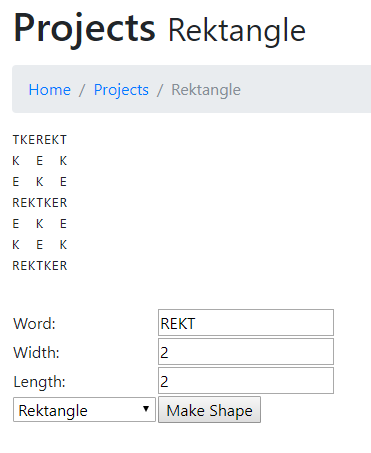 Projects Rektangle
Home / Projects / Rektangle
TKEREKT
K E K
E K E
REKTKER
E K E
K E K
REKTKER
Word: REKT
Width: 2
Length: 2
Rektangle Make Shape